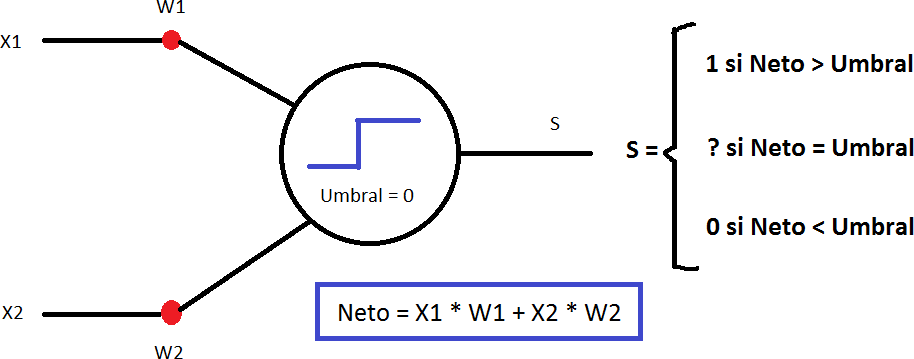 W1
X1
Umbral = 0
X2
W2
S
Neto = X1 * W1 + X2 * W2
S =
1 si Neto > Umbral
? si Neto = Umbral
0 si Neto < Umbral